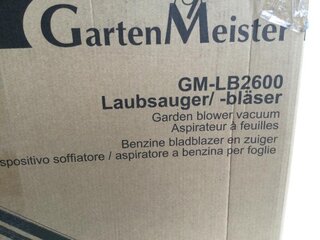 GartenMeister
GM-LB2600
Laubsauger/ -bläser
Garden blower vacuum
Aspirateur à feuilles
Benzine bladblazer en zuiger
spositivo soffiatore / aspiratore a benzina per foglie